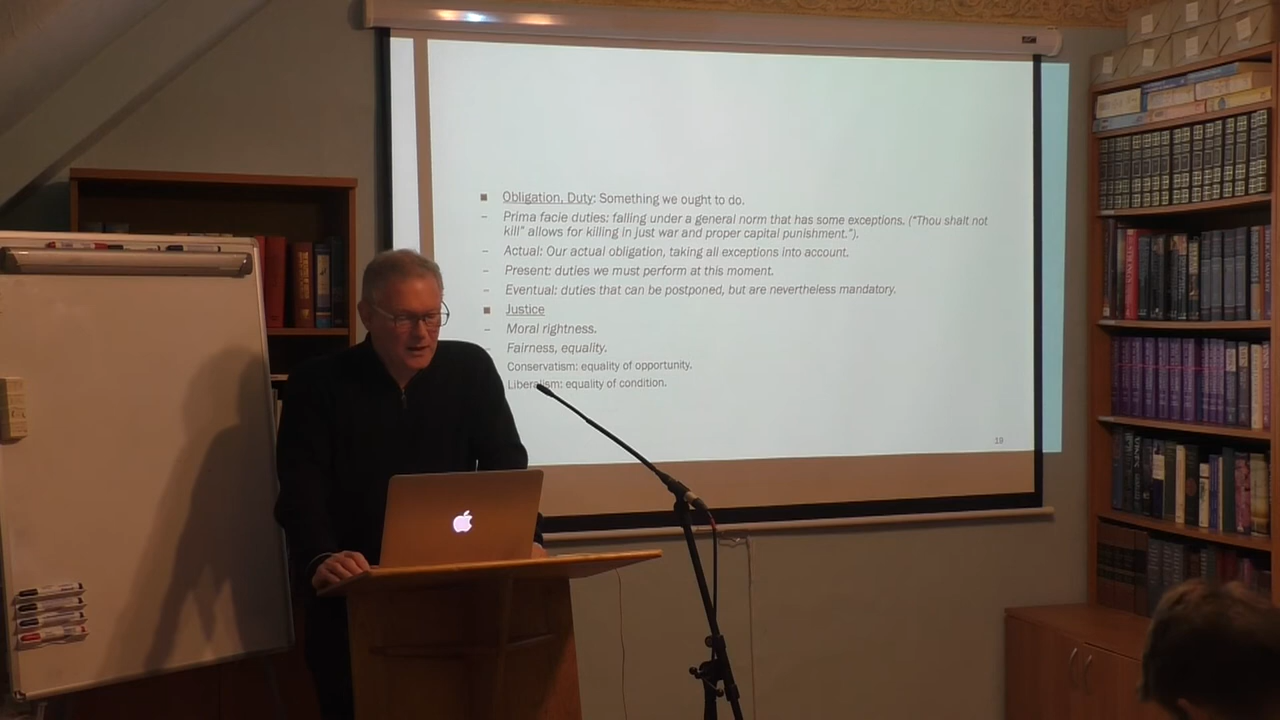 ■ Obligation, Duty: Something we ought to do.
– Prima facie duties: falling under a general norm that has some exceptions. ("Thou shalt not
kill" allows for killing in just war and proper capital punishment.").
– Actual: Our actual obligation, taking all exceptions into account.
– Present: duties we must perform at this moment.
– Eventual: duties that can be postponed, but are nevertheless mandatory.
■ Justice
– Moral rightness.
– Fairness, equality.
Conservatism: equality of opportunity.
Liberalism: equality of condition.
19